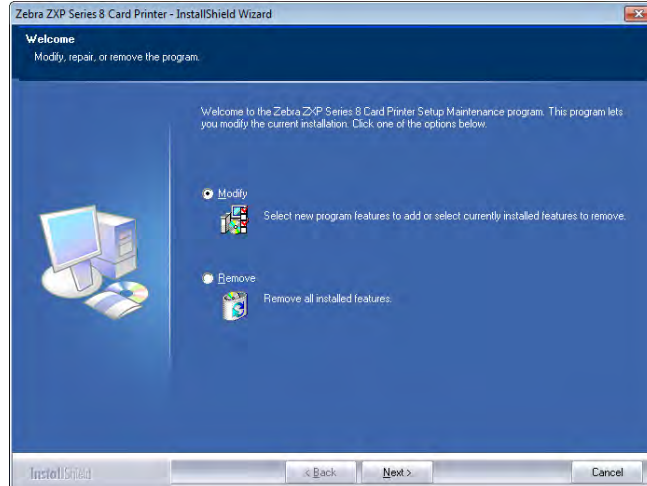 Zebra ZXP Series 8 Card Printer - InstallShield Wizard
Welcome
Modify, repair, or remove the program.
Welcome to the Zebra ZXP Series 8 Card Printer Setup Maintenance program. This program lets
you modify the current installation. Click one of the options below.
Modify
Select new program features to add or select currently installed features to remove.
Remove
Remove all installed features.
InstallShield
< Back
Next >
Cancel